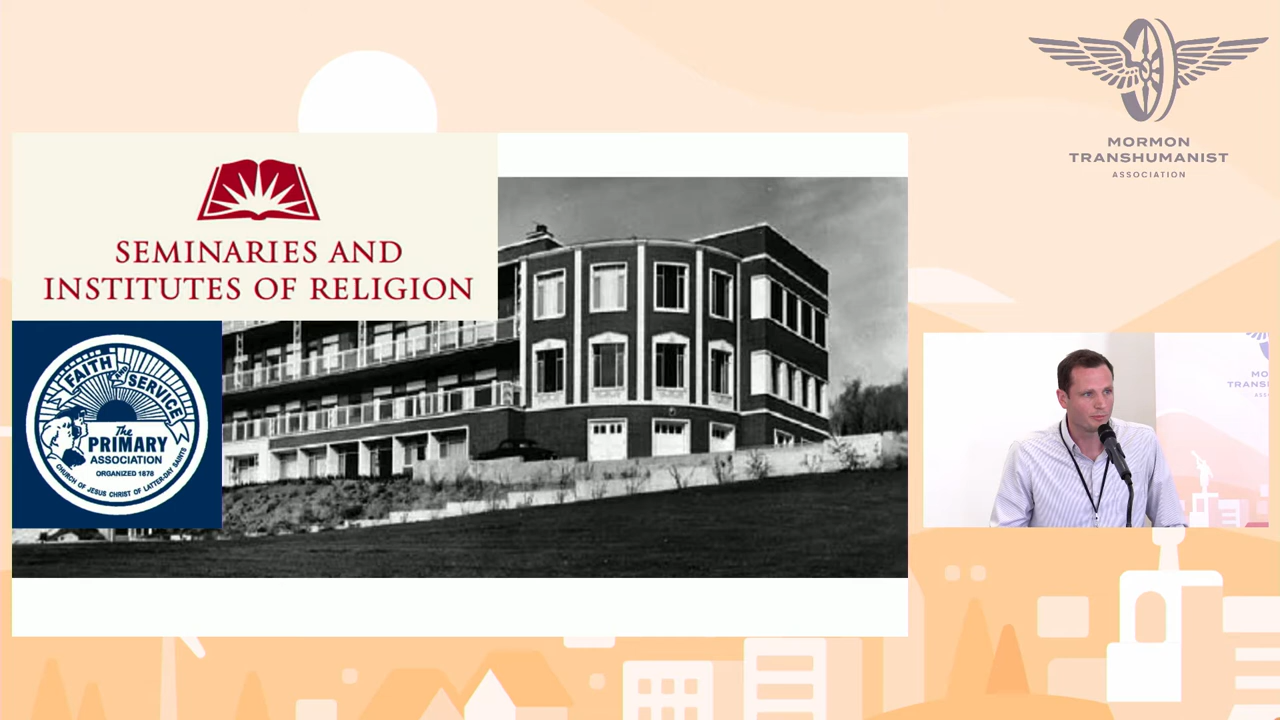 MORMON
TRANSHUMANIST
ASSOCIATION
SEMINARIES AND
INSTITUTES OF RELIGION
FAITH
AND
SERVICE
The
PRIMARY
ASSOCIATION
ORGANIZED 1878
CHURCH OF JESUS CHRIST OF LATTER-DAY SAINTS